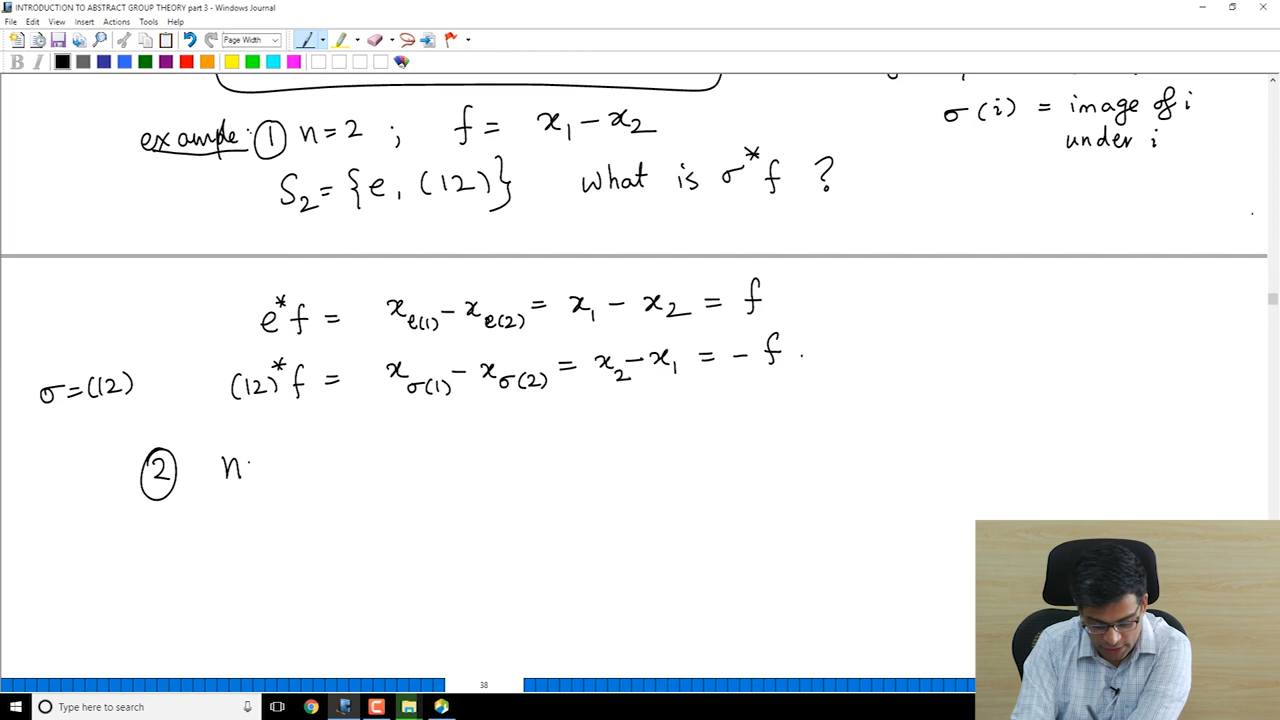 INTRODUCTION TO ABSTRACT GROUP THEORY part 3 - Windows Journal
File Edit View Insert Actions Tools Help
Page Width
B I
σ(i) = image of i
under i
example: ① n = 2 ; f = x₁ − x₂
S₂ = {e, (12)} What is σ*f ?
e*f = x_{e(1)} − x_{e(2)} = x₁ − x₂ = f
σ = (12) (12)*f = x_{σ(1)} − x_{σ(2)} = x₂ − x₁ = − f .
② n
38
Type here to search